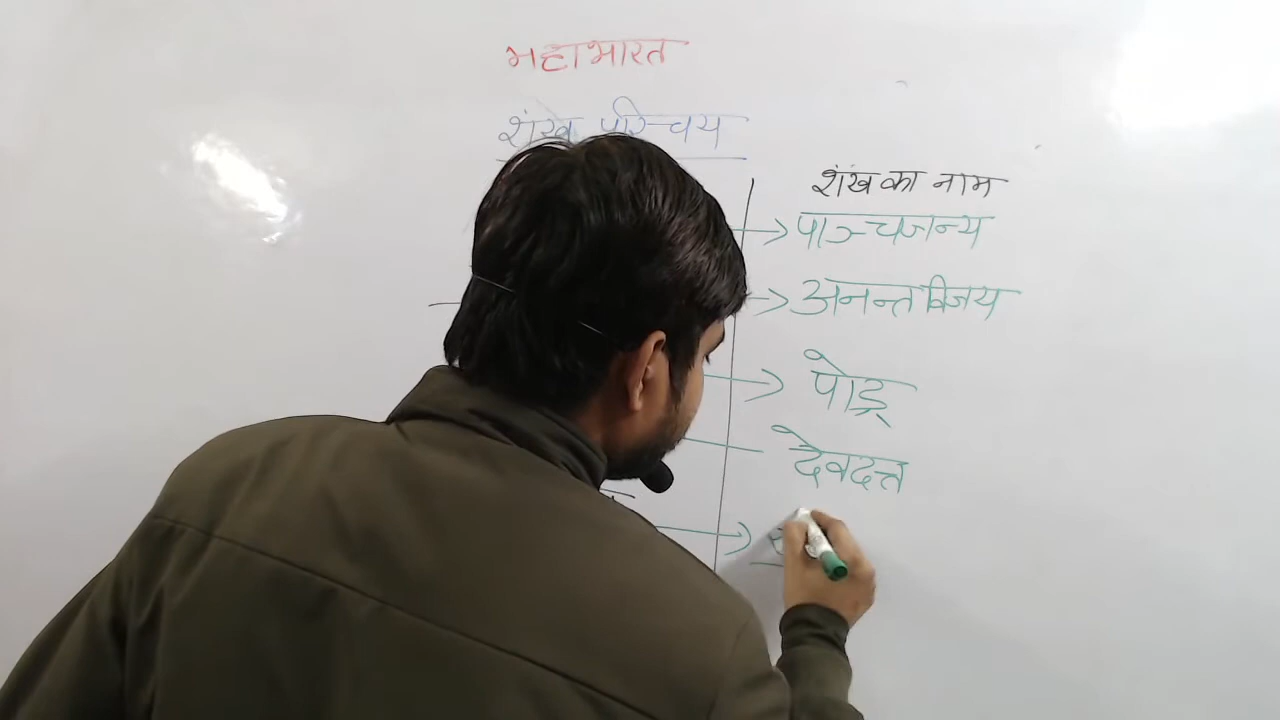 महाभारत
शंख परिचय
शंख का नाम
पाञ्चजन्य
अनन्तविजय
पोड्र
देवदत्त